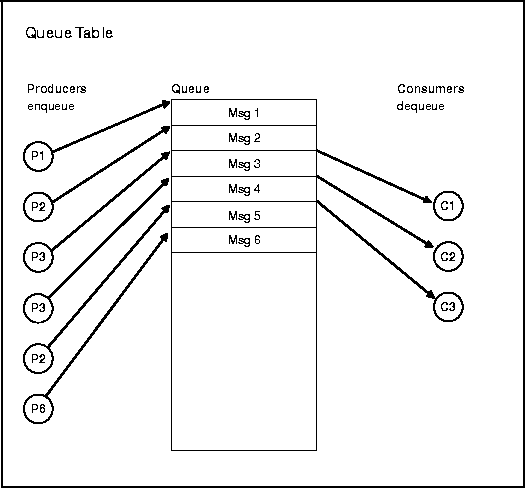 Queue Table
Producers
enqueue
Queue
Consumers
dequeue
Msg 1
Msg 2
Msg 3
Msg 4
Msg 5
Msg 6
P1
P2
P3
P3
P2
P6
C1
C2
C3